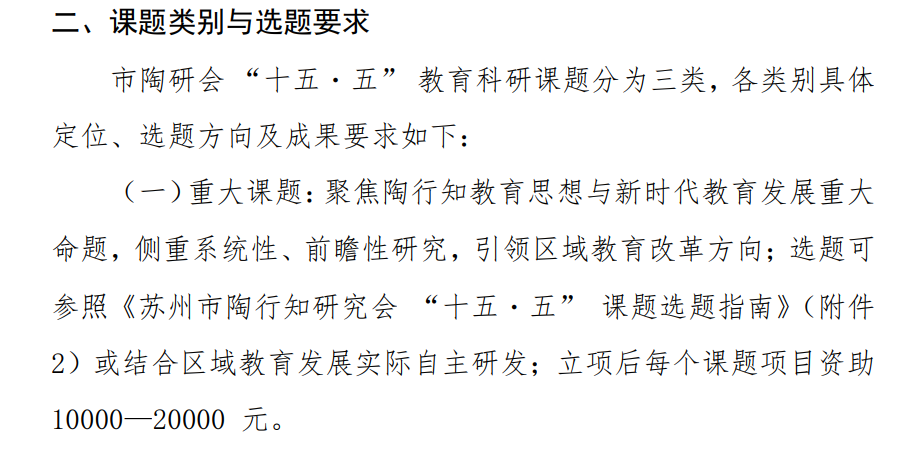 二、课题类别与选题要求
市陶研会 “十五·五” 教育科研课题分为三类，各类别具体
定位、选题方向及成果要求如下：
（一）重大课题：聚焦陶行知教育思想与新时代教育发展重大
命题，侧重系统性、前瞻性研究，引领区域教育改革方向；选题可
参照《苏州市陶行知研究会 “十五·五” 课题选题指南》（附件
2）或结合区域教育发展实际自主研发；立项后每个课题项目资助
10000—20000 元。